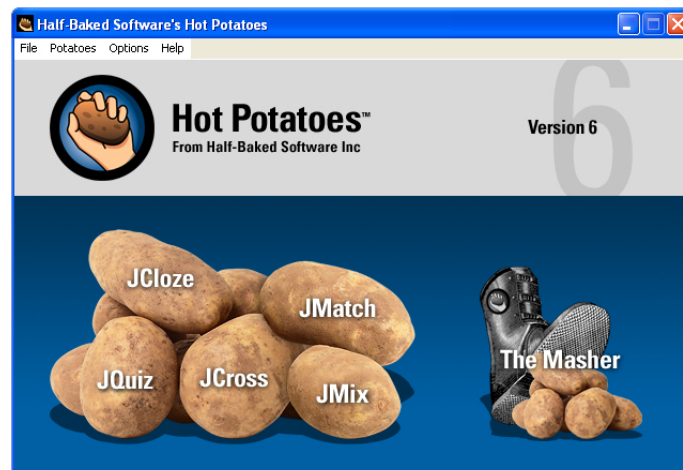 Half-Baked Software's Hot Potatoes
File Potatoes Options Help
Hot Potatoes™
From Half-Baked Software Inc
6
Version 6
JCloze
JMatch
JQuiz
JCross
JMix
The Masher